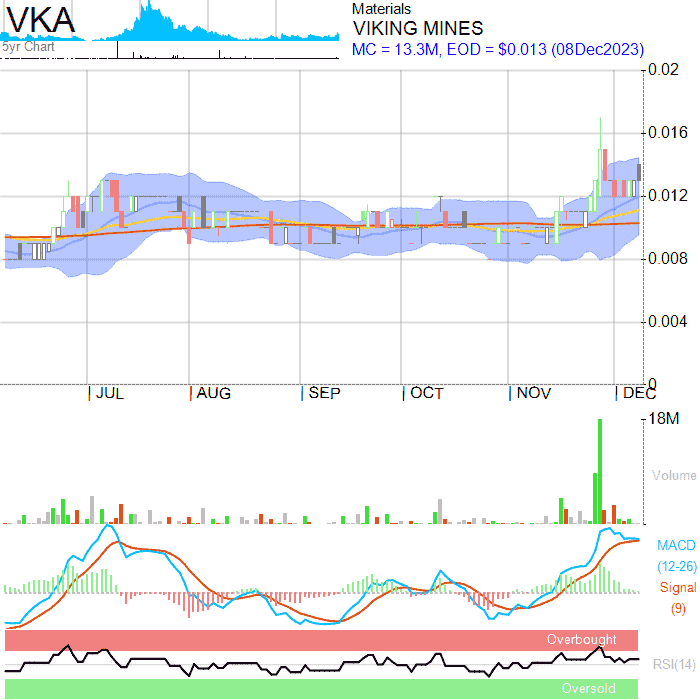 VKA
5yr Chart
Materials
VIKING MINES
MC = 13.3M, EOD = $0.013 (08Dec2023)
0.02
0.016
0.012
0.008
0.004
0
JUL AUG SEP OCT NOV DEC
18M
Volume
MACD
(12-26)
Signal
(9)
Overbought
RSI(14)
Oversold